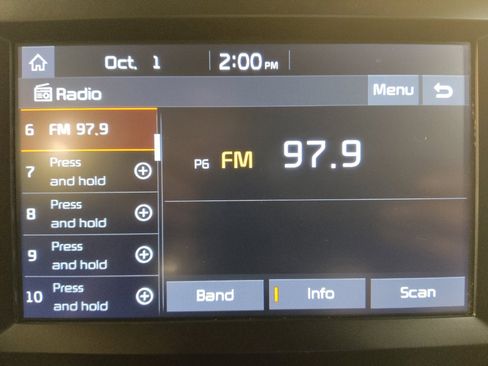 Oct. 1 2:00 PM
Radio Menu
6 FM 97.9
7 Press and hold
8 Press and hold
9 Press and hold
10 Press and hold
P6 FM 97.9
Band Info Scan